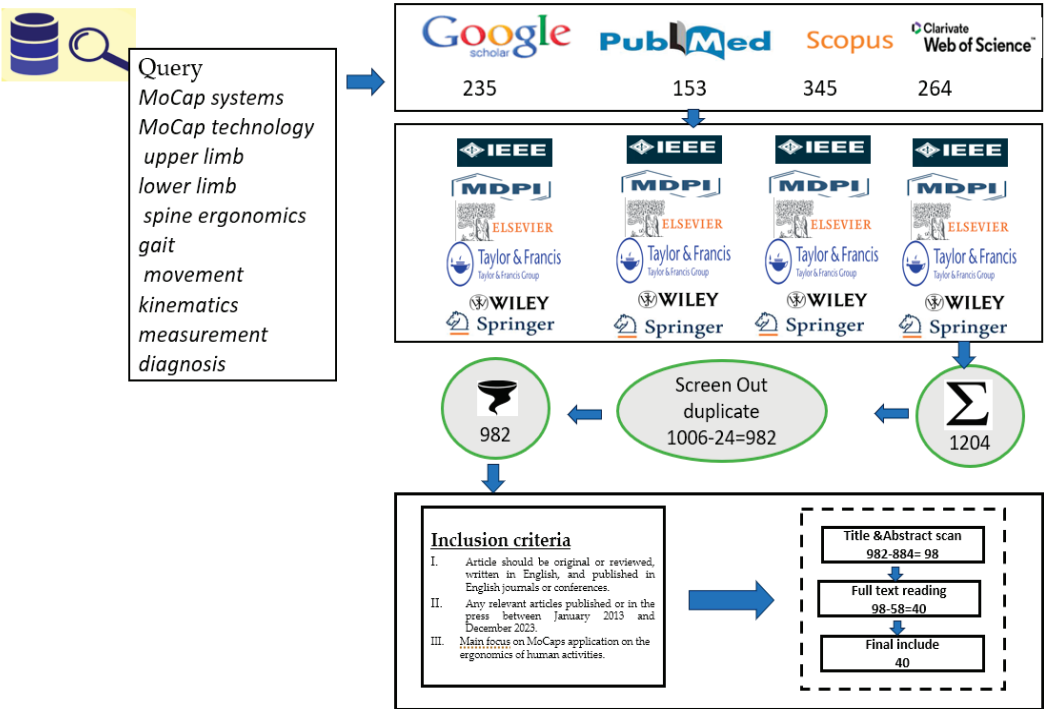 Query
MoCap systems
MoCap technology
upper limb
lower limb
spine ergonomics
gait
movement
kinematics
measurement
diagnosis
Google
scholar
PubMed
Scopus
Clarivate
Web of Science™
235
153
345
264
IEEE
IEEE
IEEE
IEEE
MDPI
MDPI
MDPI
MDPI
ELSEVIER
ELSEVIER
ELSEVIER
ELSEVIER
Taylor & Francis
Taylor & Francis Group
Taylor & Francis
Taylor & Francis Group
Taylor & Francis
Taylor & Francis Group
Taylor & Francis
Taylor & Francis Group
WILEY
WILEY
WILEY
WILEY
Springer
Springer
Springer
Springer
982
Screen Out
duplicate
1006-24=982
Σ
1204
Inclusion criteria
I. Article should be original or reviewed,
written in English, and published in
English journals or conferences.
II. Any relevant articles published or in the
press between January 2013 and
December 2023.
III. Main focus on MoCaps application on the
ergonomics of human activities.
Title &Abstract scan
982-884= 98
Full text reading
98-58=40
Final include
40